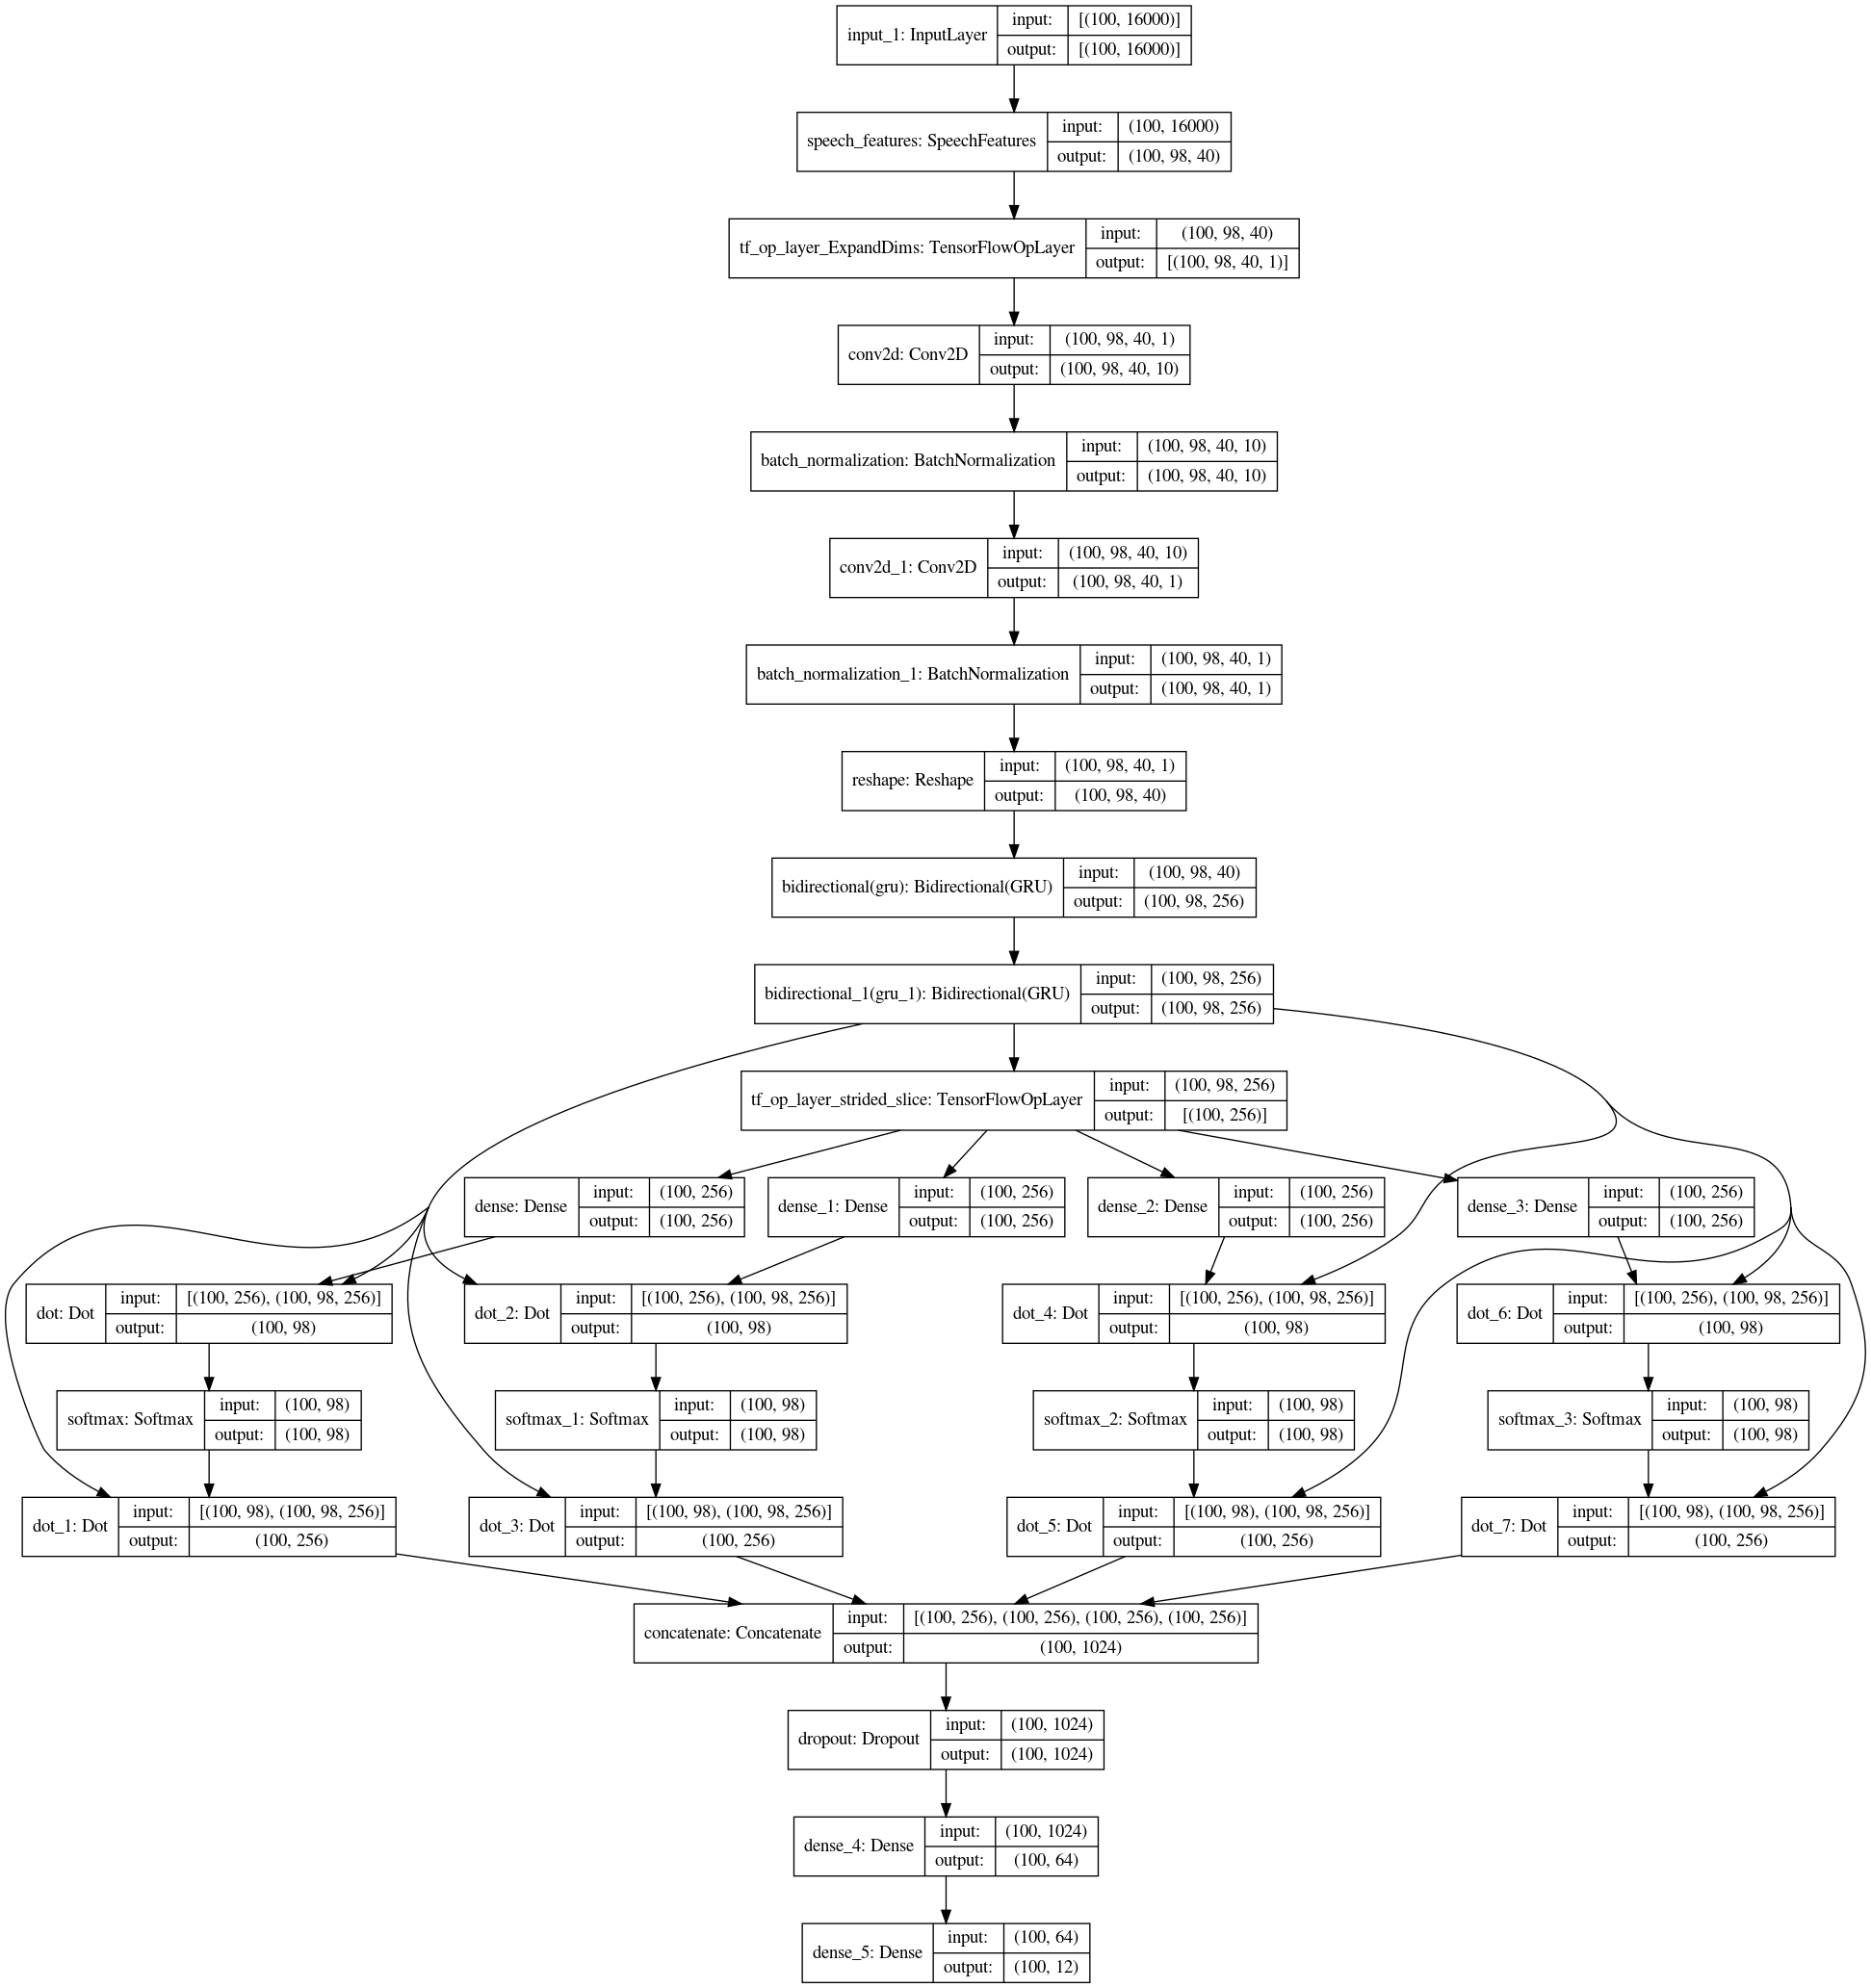 input_1: InputLayer
input:
[(100, 16000)]
output:
[(100, 16000)]
speech_features: SpeechFeatures
input:
(100, 16000)
output:
(100, 98, 40)
tf_op_layer_ExpandDims: TensorFlowOpLayer
input:
(100, 98, 40)
output:
[(100, 98, 40, 1)]
conv2d: Conv2D
input:
(100, 98, 40, 1)
output:
(100, 98, 40, 10)
batch_normalization: BatchNormalization
input:
(100, 98, 40, 10)
output:
(100, 98, 40, 10)
conv2d_1: Conv2D
input:
(100, 98, 40, 10)
output:
(100, 98, 40, 1)
batch_normalization_1: BatchNormalization
input:
(100, 98, 40, 1)
output:
(100, 98, 40, 1)
reshape: Reshape
input:
(100, 98, 40, 1)
output:
(100, 98, 40)
bidirectional(gru): Bidirectional(GRU)
input:
(100, 98, 40)
output:
(100, 98, 256)
bidirectional_1(gru_1): Bidirectional(GRU)
input:
(100, 98, 256)
output:
(100, 98, 256)
tf_op_layer_strided_slice: TensorFlowOpLayer
input:
(100, 98, 256)
output:
[(100, 256)]
dense: Dense
input:
(100, 256)
output:
(100, 256)
dense_1: Dense
input:
(100, 256)
output:
(100, 256)
dense_2: Dense
input:
(100, 256)
output:
(100, 256)
dense_3: Dense
input:
(100, 256)
output:
(100, 256)
dot: Dot
input:
[(100, 256), (100, 98, 256)]
output:
(100, 98)
dot_2: Dot
input:
[(100, 256), (100, 98, 256)]
output:
(100, 98)
dot_4: Dot
input:
[(100, 256), (100, 98, 256)]
output:
(100, 98)
dot_6: Dot
input:
[(100, 256), (100, 98, 256)]
output:
(100, 98)
softmax: Softmax
input:
(100, 98)
output:
(100, 98)
softmax_1: Softmax
input:
(100, 98)
output:
(100, 98)
softmax_2: Softmax
input:
(100, 98)
output:
(100, 98)
softmax_3: Softmax
input:
(100, 98)
output:
(100, 98)
dot_1: Dot
input:
[(100, 98), (100, 98, 256)]
output:
(100, 256)
dot_3: Dot
input:
[(100, 98), (100, 98, 256)]
output:
(100, 256)
dot_5: Dot
input:
[(100, 98), (100, 98, 256)]
output:
(100, 256)
dot_7: Dot
input:
[(100, 98), (100, 98, 256)]
output:
(100, 256)
concatenate: Concatenate
input:
[(100, 256), (100, 256), (100, 256), (100, 256)]
output:
(100, 1024)
dropout: Dropout
input:
(100, 1024)
output:
(100, 1024)
dense_4: Dense
input:
(100, 1024)
output:
(100, 64)
dense_5: Dense
input:
(100, 64)
output:
(100, 12)